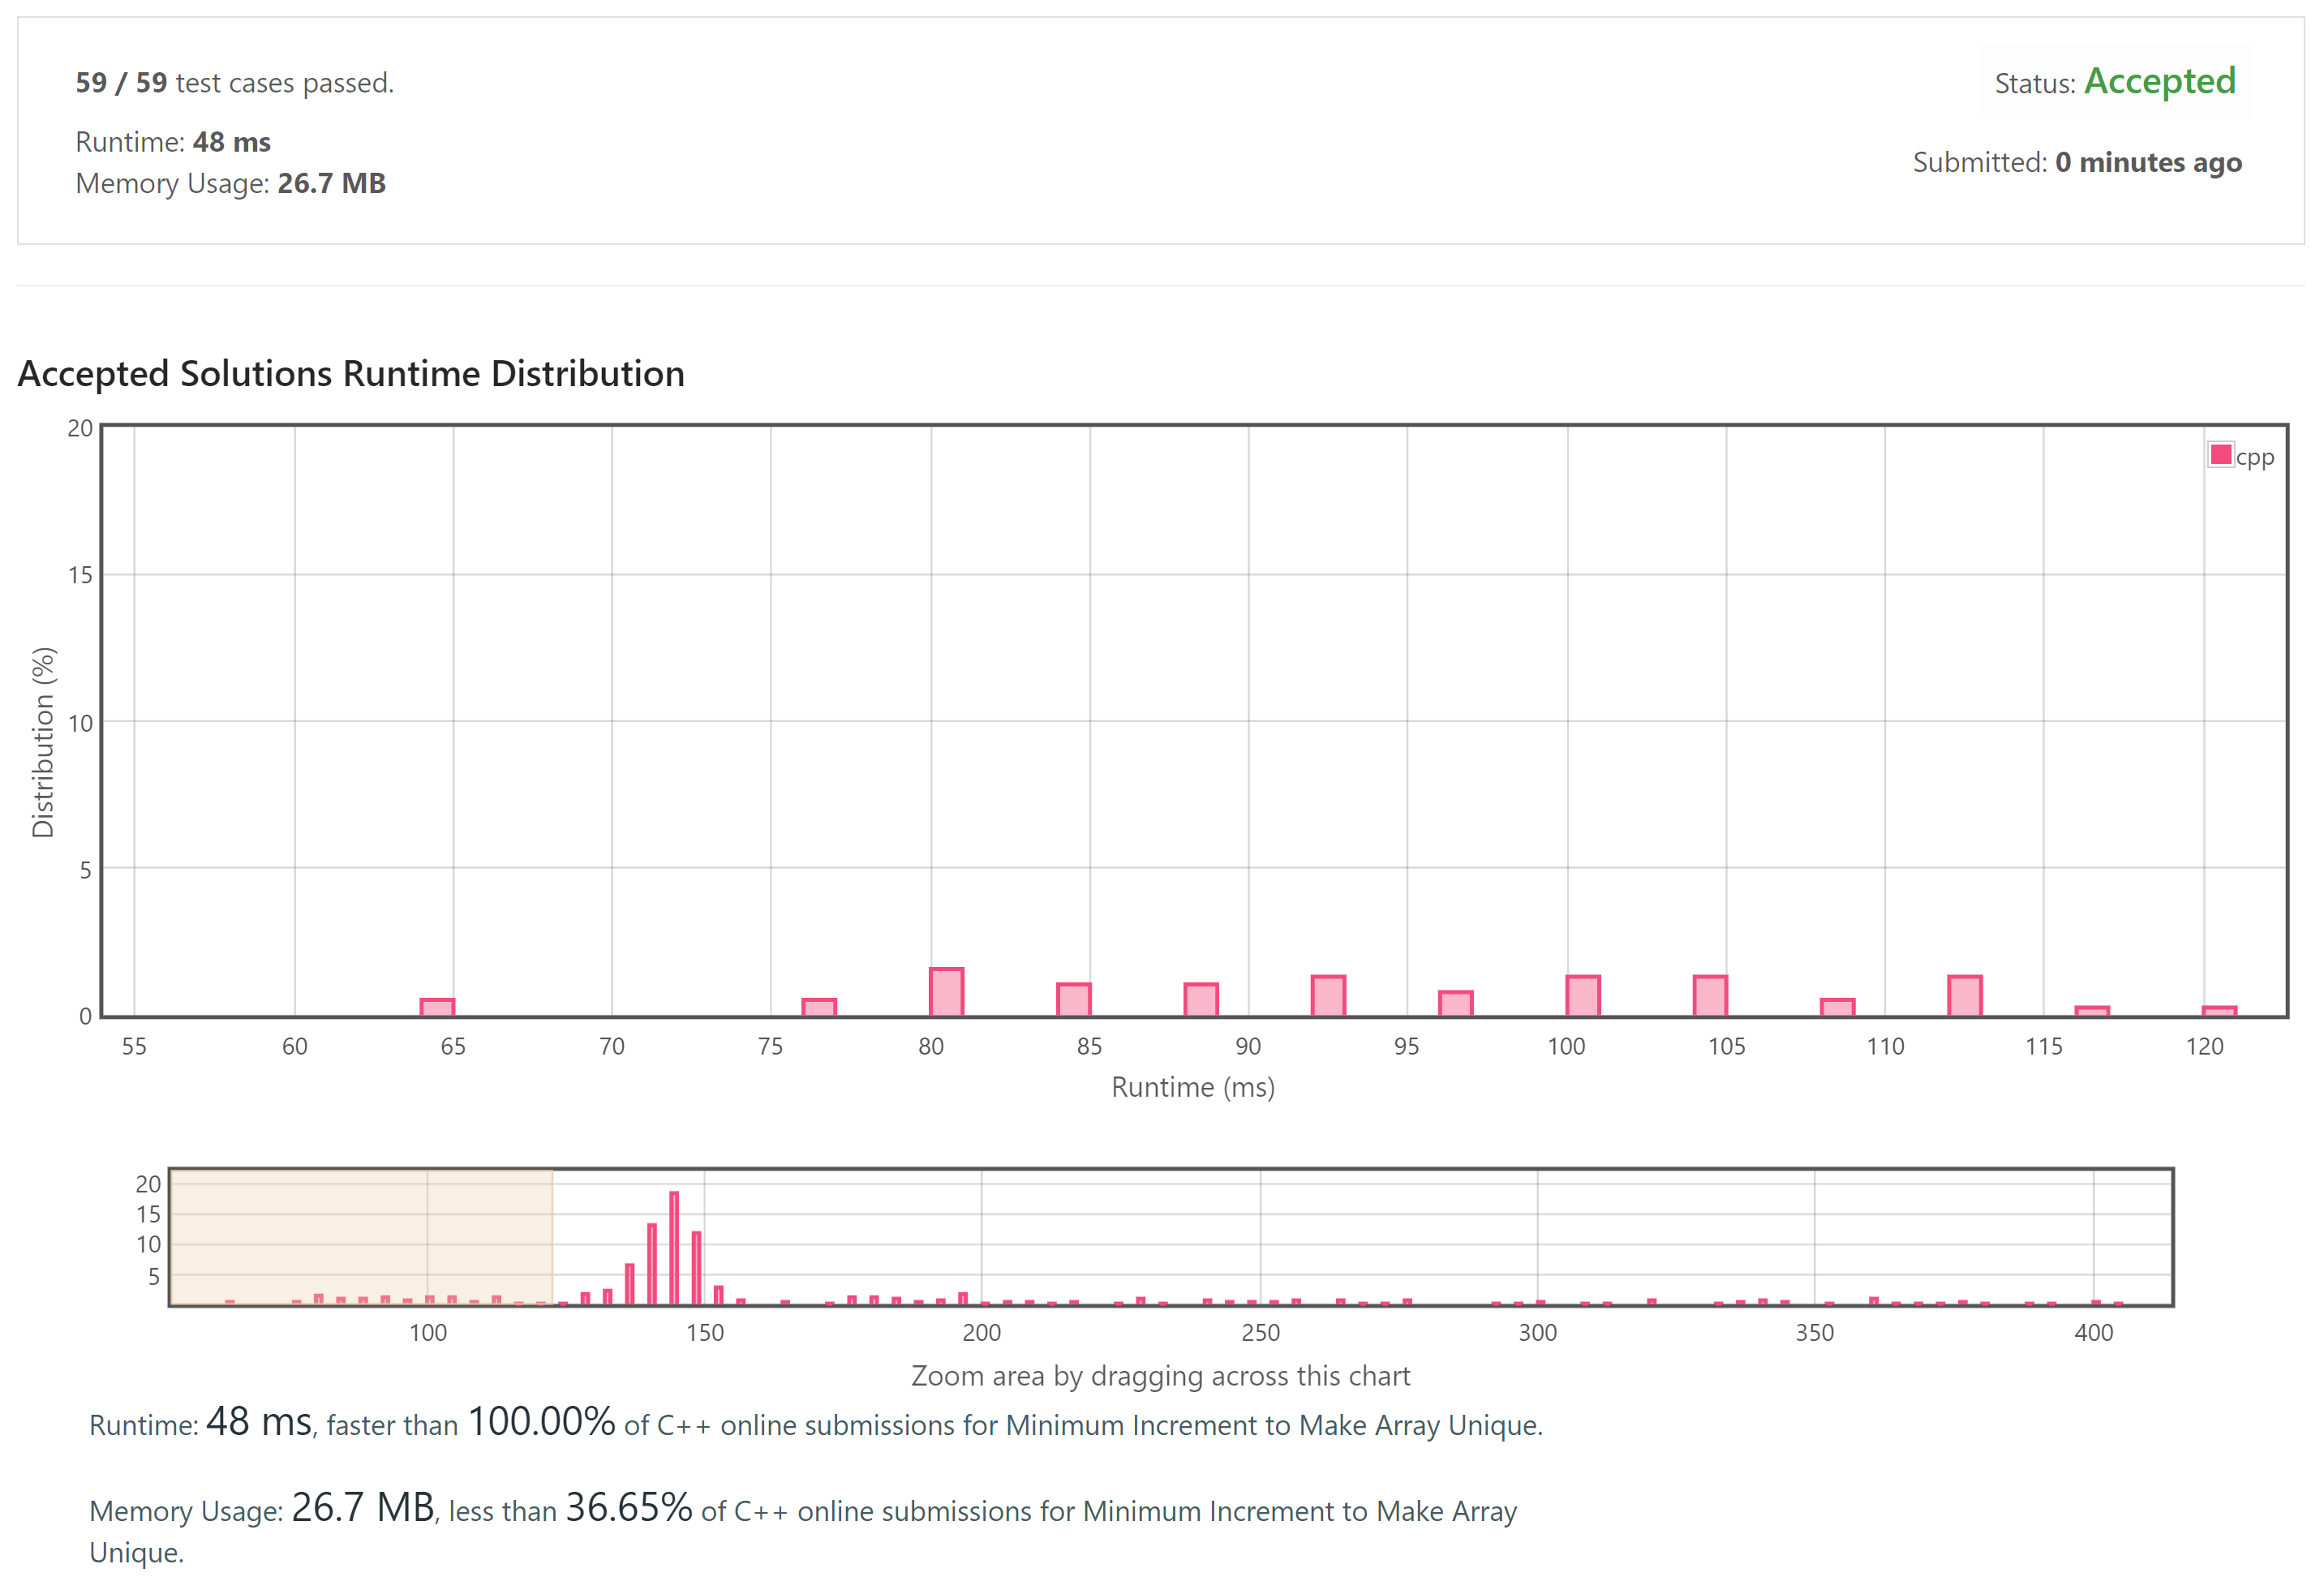 59 / 59 test cases passed.
Status: Accepted
Runtime: 48 ms
Memory Usage: 26.7 MB
Submitted: 0 minutes ago
Accepted Solutions Runtime Distribution
20
15
10
5
0
Distribution (%)
cpp
55 60 65 70 75 80 85 90 95 100 105 110 115 120
Runtime (ms)
20
15
10
5
100 150 200 250 300 350 400
Zoom area by dragging across this chart
Runtime: 48 ms, faster than 100.00% of C++ online submissions for Minimum Increment to Make Array Unique.
Memory Usage: 26.7 MB, less than 36.65% of C++ online submissions for Minimum Increment to Make Array
Unique.